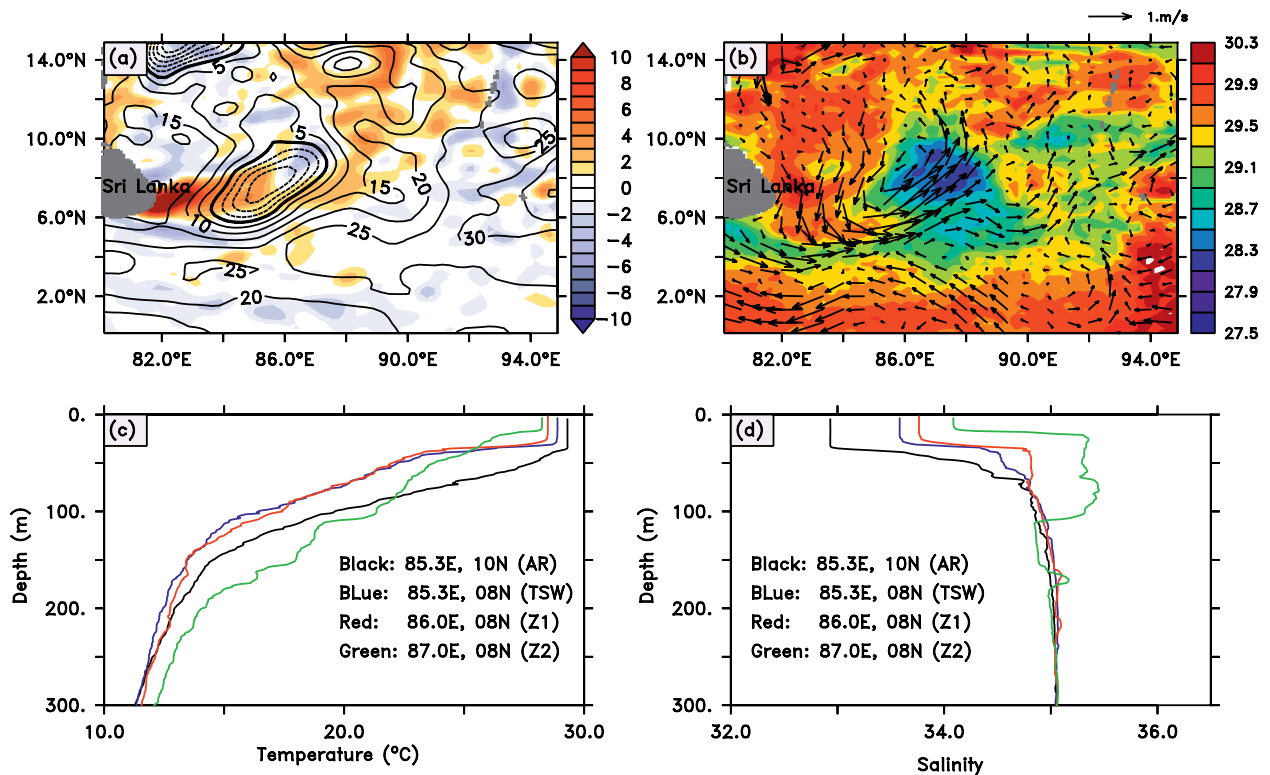 1.m/s
(a)
14.0°N
10.0°N
6.0°N
2.0°N
82.0°E 86.0°E 90.0°E 94.0°E
Sri Lanka
5
15
5
25
20
15
10
25
30
25
20
10
8
6
4
2
0
-2
-4
-6
-8
-10
(b)
14.0°N
10.0°N
6.0°N
2.0°N
82.0°E 86.0°E 90.0°E 94.0°E
Sri Lanka
30.3
29.9
29.5
29.1
28.7
28.3
27.9
27.5
(c)
0.
100.
200.
300.
Depth (m)
10.0 20.0 30.0
Temperature (°C)
Black: 85.3E, 10N (AR)
BLue: 85.3E, 08N (TSW)
Red: 86.0E, 08N (Z1)
Green: 87.0E, 08N (Z2)
(d)
0.
100.
200.
300.
Depth (m)
32.0 34.0 36.0
Salinity
Black: 85.3E, 10N (AR)
BLue: 85.3E, 08N (TSW)
Red: 86.0E, 08N (Z1)
Green: 87.0E, 08N (Z2)